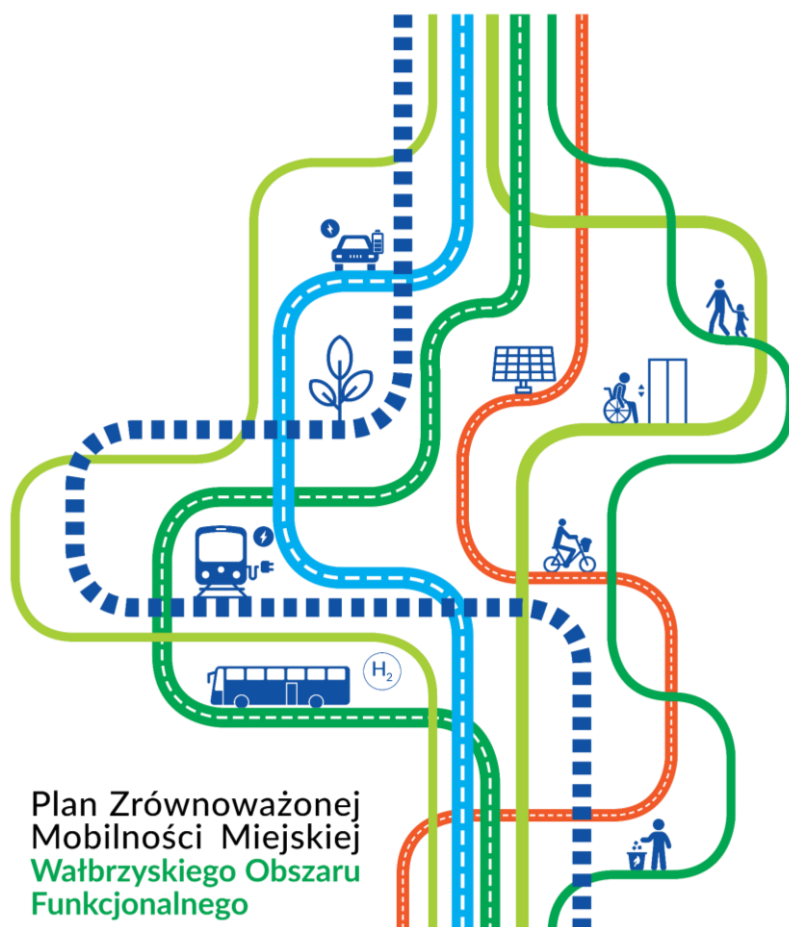 H₂
Plan Zrównoważonej
Mobilności Miejskiej
Wałbrzyskiego Obszaru
Funkcjonalnego